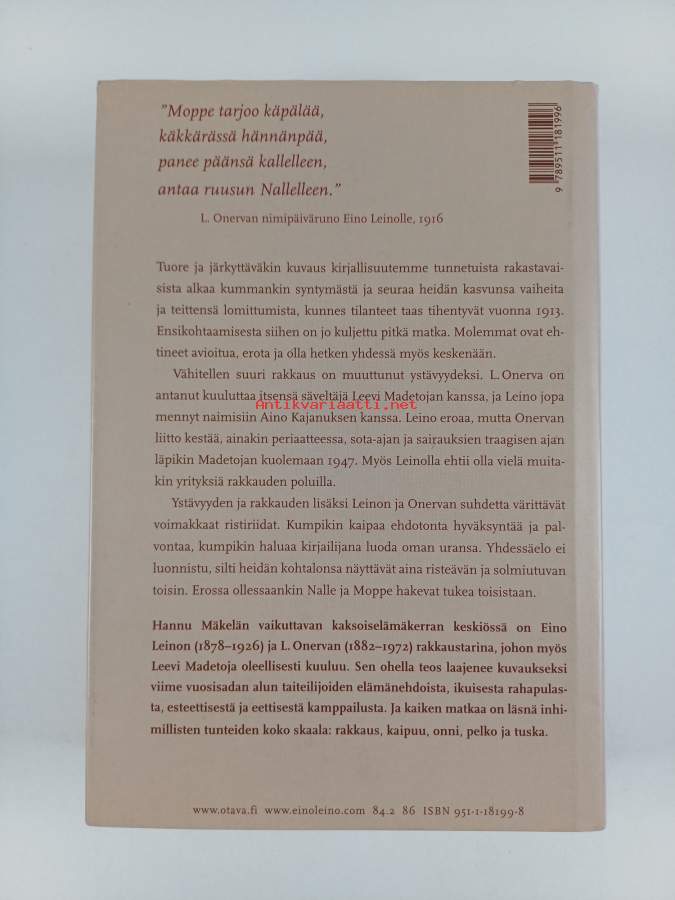 "Moppe tarjoo käpälää,
käkkärässä hännänpää,
panee päänsä kallelleen,
antaa ruusun Nallelleen."
L. Onervan nimipäiväruno Eino Leinolle, 1916
9 789511 181996
Tuore ja järkyttäväkin kuvaus kirjallisuutemme tunnetuista rakastavai-
sista alkaa kummankin syntymästä ja seuraa heidän kasvunsa vaiheita
ja teittensä lomittumista, kunnes tilanteet taas tihentyvät vuonna 1913.
Ensikohtaamisesta siihen on jo kuljettu pitkä matka. Molemmat ovat eh-
tineet avioitua, erota ja olla hetken yhdessä myös keskenään.
Vähitellen suuri rakkaus on muuttunut ystävyydeksi. L. Onerva on
antanut kuuluttaa itsensä säveltäjä Leevi Madetojan kanssa, ja Leino jopa
Antikvariaatti.net
mennyt naimisiin Aino Kajanuksen kanssa. Leino eroaa, mutta Onervan
liitto kestää, ainakin periaatteessa, sota-ajan ja sairauksien traagisen ajan
läpikin Madetojan kuolemaan 1947. Myös Leinolla ehtii olla vielä muita-
kin yrityksiä rakkauden poluilla.
Ystävyyden ja rakkauden lisäksi Leinon ja Onervan suhdetta värittävät
voimakkaat ristiriidat. Kumpikin kaipaa ehdotonta hyväksyntää ja pal-
vontaa, kumpikin haluaa kirjailijana luoda oman uransa. Yhdessäelo ei
luonnistu, silti heidän kohtalonsa näyttävät aina risteävän ja solmiutuvan
toisin. Erossa ollessaankin Nalle ja Moppe hakevat tukea toisistaan.
Hannu Mäkelän vaikuttavan kaksoiselämäkerran keskiössä on Eino
Leinon (1878–1926) ja L. Onervan (1882–1972) rakkaustarina, johon myös
Leevi Madetoja oleellisesti kuuluu. Sen ohella teos laajenee kuvaukseksi
viime vuosisadan alun taiteilijoiden elämänehdoista, ikuisesta rahapulas-
ta, esteettisestä ja eettisestä kamppailusta. Ja kaiken matkaa on läsnä inhi-
millisten tunteiden koko skaala: rakkaus, kaipuu, onni, pelko ja tuska.
www.otava.fi www.einoleino.com 84.2 86 ISBN 951-1-18199-8